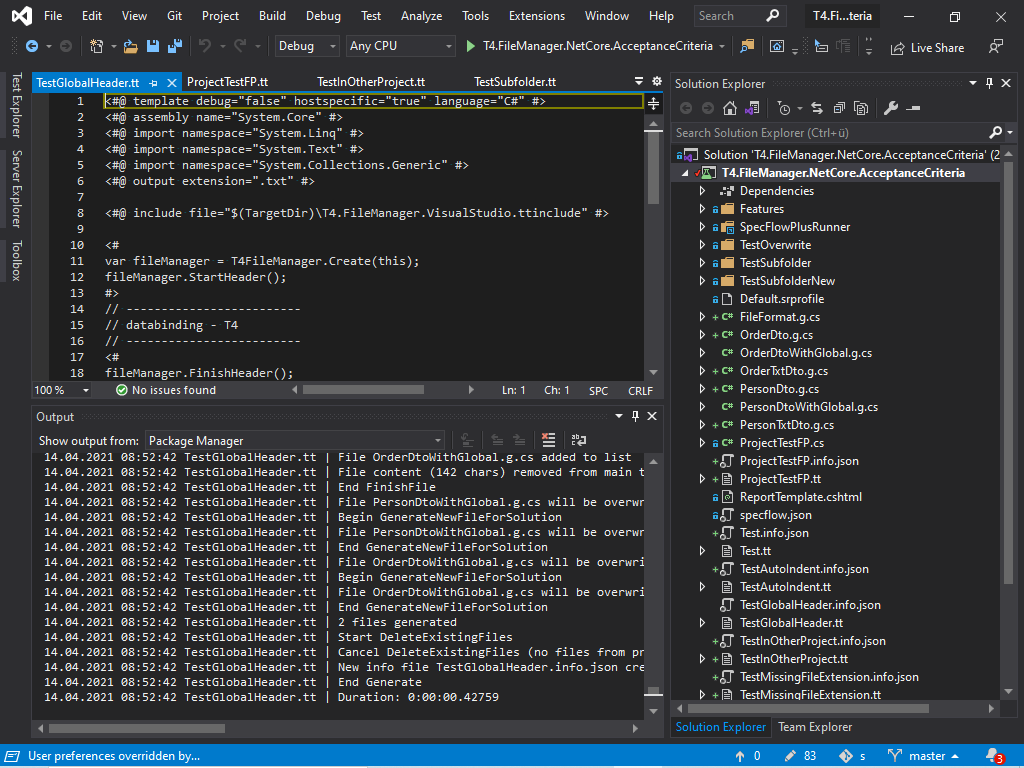 File Edit View Git Project Build Debug Test Analyze Tools Extensions Window Help Search T4.Fi...teria
Debug Any CPU T4.FileManager.NetCore.AcceptanceCriteria Live Share
Test Explorer
Server Explorer
Toolbox
TestGlobalHeader.tt ProjectTestFP.tt TestInOtherProject.tt TestSubfolder.tt
1 <#@ template debug="false" hostspecific="true" language="C#" #>
2 <#@ assembly name="System.Core" #>
3 <#@ import namespace="System.Linq" #>
4 <#@ import namespace="System.Text" #>
5 <#@ import namespace="System.Collections.Generic" #>
6 <#@ output extension=".txt" #>
7
8 <#@ include file="$(TargetDir)\T4.FileManager.VisualStudio.ttinclude" #>
9
10 <#
11 var fileManager = T4FileManager.Create(this);
12 fileManager.StartHeader();
13 #>
14 // -------------------------
15 // databinding - T4
16 // -------------------------
17 <#
18 fileManager.FinishHeader();
100 % No issues found Ln: 1 Ch: 1 SPC CRLF
Output
Show output from: Package Manager
14.04.2021 08:52:42 TestGlobalHeader.tt | File OrderDtoWithGlobal.g.cs added to list
14.04.2021 08:52:42 TestGlobalHeader.tt | File content (142 chars) removed from main t
14.04.2021 08:52:42 TestGlobalHeader.tt | End FinishFile
14.04.2021 08:52:42 TestGlobalHeader.tt | File PersonDtoWithGlobal.g.cs will be overwr
14.04.2021 08:52:42 TestGlobalHeader.tt | Begin GenerateNewFileForSolution
14.04.2021 08:52:42 TestGlobalHeader.tt | File PersonDtoWithGlobal.g.cs will be overwr
14.04.2021 08:52:42 TestGlobalHeader.tt | End GenerateNewFileForSolution
14.04.2021 08:52:42 TestGlobalHeader.tt | File OrderDtoWithGlobal.g.cs will be overwri
14.04.2021 08:52:42 TestGlobalHeader.tt | Begin GenerateNewFileForSolution
14.04.2021 08:52:42 TestGlobalHeader.tt | File OrderDtoWithGlobal.g.cs will be overwri
14.04.2021 08:52:42 TestGlobalHeader.tt | End GenerateNewFileForSolution
14.04.2021 08:52:42 TestGlobalHeader.tt | 2 files generated
14.04.2021 08:52:42 TestGlobalHeader.tt | Start DeleteExistingFiles
14.04.2021 08:52:42 TestGlobalHeader.tt | Cancel DeleteExistingFiles (no files from pr
14.04.2021 08:52:42 TestGlobalHeader.tt | New info file TestGlobalHeader.info.json cre
14.04.2021 08:52:42 TestGlobalHeader.tt | End Generate
14.04.2021 08:52:42 TestGlobalHeader.tt | Duration: 0:00:00.42759
Solution Explorer
Search Solution Explorer (Ctrl+ü)
Solution 'T4.FileManager.NetCore.AcceptanceCriteria' (2
T4.FileManager.NetCore.AcceptanceCriteria
Dependencies
Features
SpecFlowPlusRunner
TestOverwrite
TestSubfolder
TestSubfolderNew
Default.srprofile
C# FileFormat.g.cs
C# OrderDto.g.cs
C# OrderDtoWithGlobal.g.cs
C# OrderTxtDto.g.cs
C# PersonDto.g.cs
C# PersonDtoWithGlobal.g.cs
C# PersonTxtDto.g.cs
C# ProjectTestFP.cs
ProjectTestFP.info.json
ProjectTestFP.tt
ReportTemplate.cshtml
specflow.json
Test.info.json
Test.tt
TestAutoIndent.info.json
TestAutoIndent.tt
TestGlobalHeader.info.json
TestGlobalHeader.tt
TestInOtherProject.info.json
TestInOtherProject.tt
TestMissingFileExtension.info.json
TestMissingFileExtension.tt
Solution Explorer Team Explorer
User preferences overridden by... 0 83 s master 3